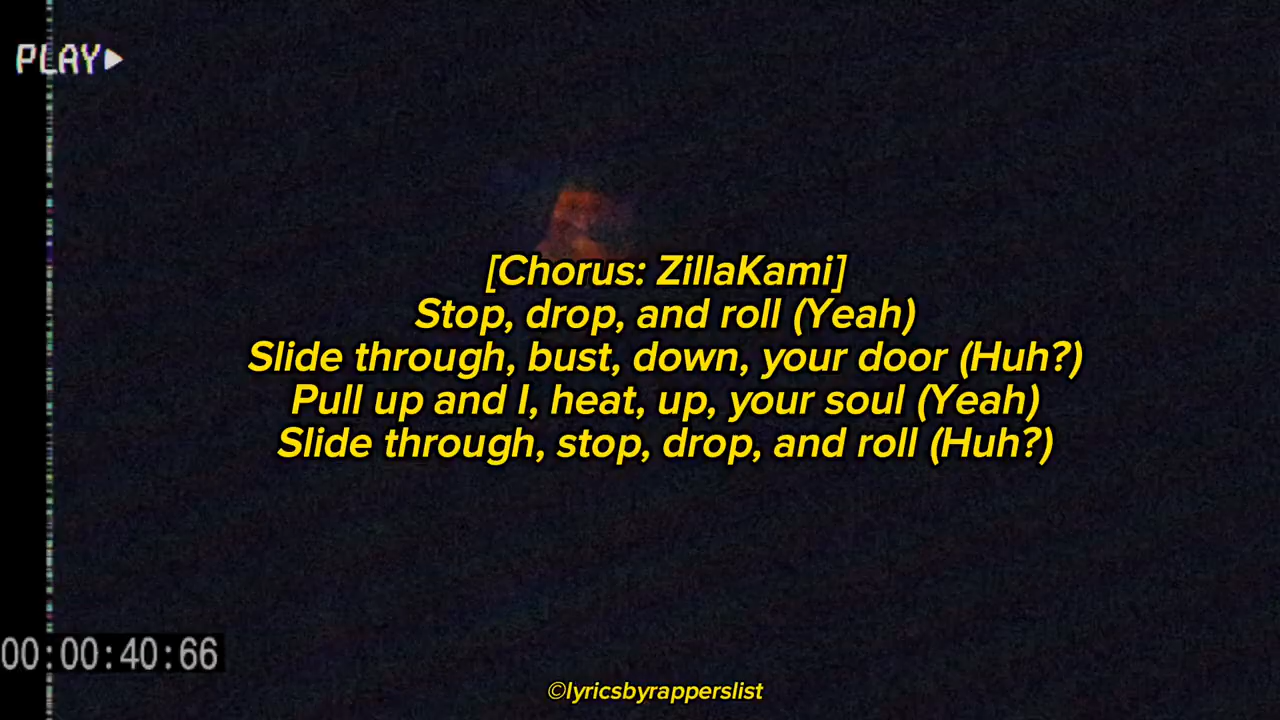 PLAY▶
[Chorus: ZillaKami]
Stop, drop, and roll (Yeah)
Slide through, bust, down, your door (Huh?)
Pull up and I, heat, up, your soul (Yeah)
Slide through, stop, drop, and roll (Huh?)
00:00:40:66
©lyricsbyrapperslist